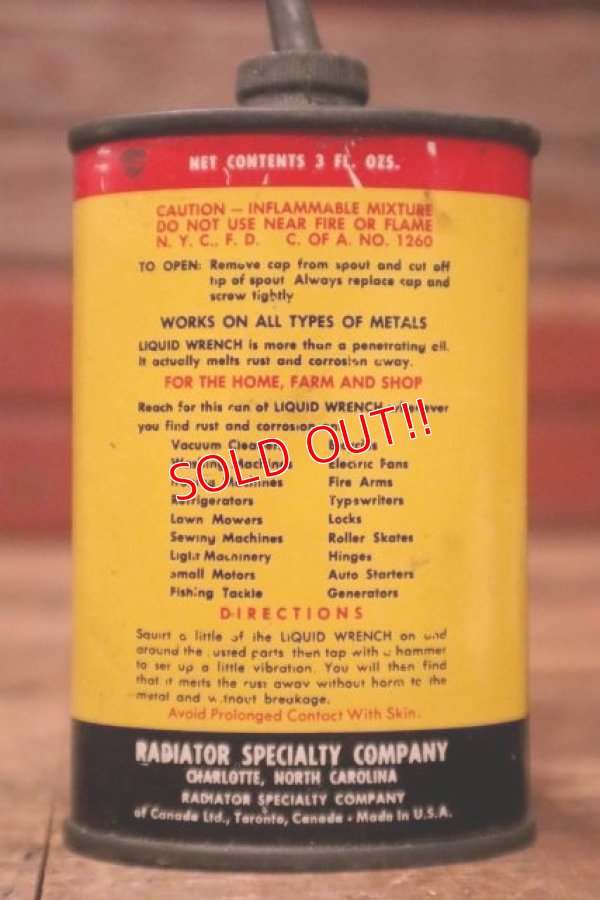 NET CONTENTS 3 FL. OZS.
CAUTION — INFLAMMABLE MIXTURE
DO NOT USE NEAR FIRE OR FLAME
N. Y. C., F. D. C. OF A. NO. 1260
TO OPEN: Remove cap from spout and cut off
tip of spout Always replace cap and
screw tightly
WORKS ON ALL TYPES OF METALS
LIQUID WRENCH is more than a penetrating oil.
It actually melts rust and corrosion away.
FOR THE HOME, FARM AND SHOP
Reach for this can of LIQUID WRENCH whenever
you find rust and corrosion
Vacuum Cleaners Bicycles
Washing Machines Electric Fans
Machines Fire Arms
Refrigerators Typewriters
Lawn Mowers Locks
Sewing Machines Roller Skates
Light Machinery Hinges
Small Motors Auto Starters
Fishing Tackle Generators
SOLD OUT!!
DIRECTIONS
Squirt a little of the LIQUID WRENCH on and
around the rusted parts then tap with a hammer
to set up a little vibration. You will then find
that it melts the rust away without harm to the
metal and without breakage.
Avoid Prolonged Contact With Skin.
RADIATOR SPECIALTY COMPANY
CHARLOTTE, NORTH CAROLINA
RADIATOR SPECIALTY COMPANY
of Canada Ltd., Toronto, Canada - Made In U.S.A.